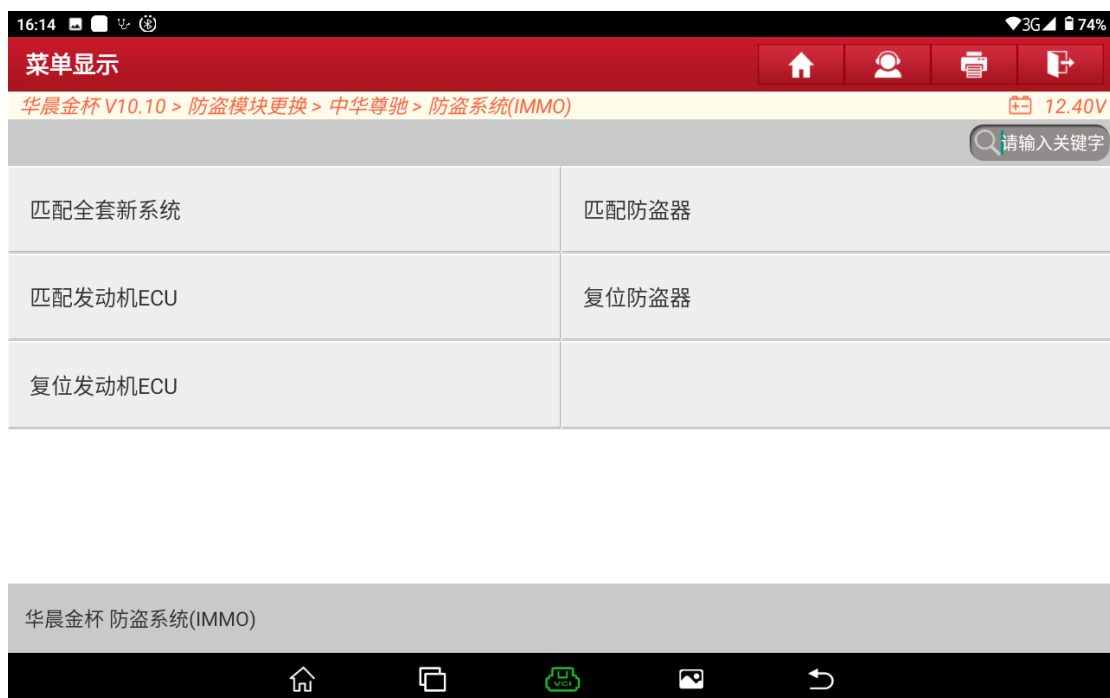 16:14 3G 74%
菜单显示
华晨金杯 V10.10 > 防盗模块更换 > 中华尊驰 > 防盗系统(IMMO) 12.40V
请输入关键字
匹配全套新系统 匹配防盗器
匹配发动机ECU 复位防盗器
复位发动机ECU
华晨金杯 防盗系统(IMMO)
VCI